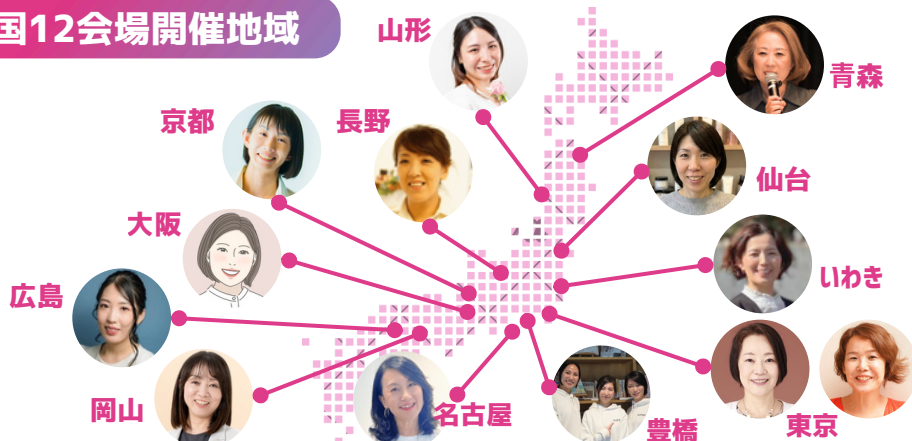 国12会場開催地域
山形
青森
京都
長野
仙台
大阪
いわき
広島
岡山
名古屋
豊橋
東京